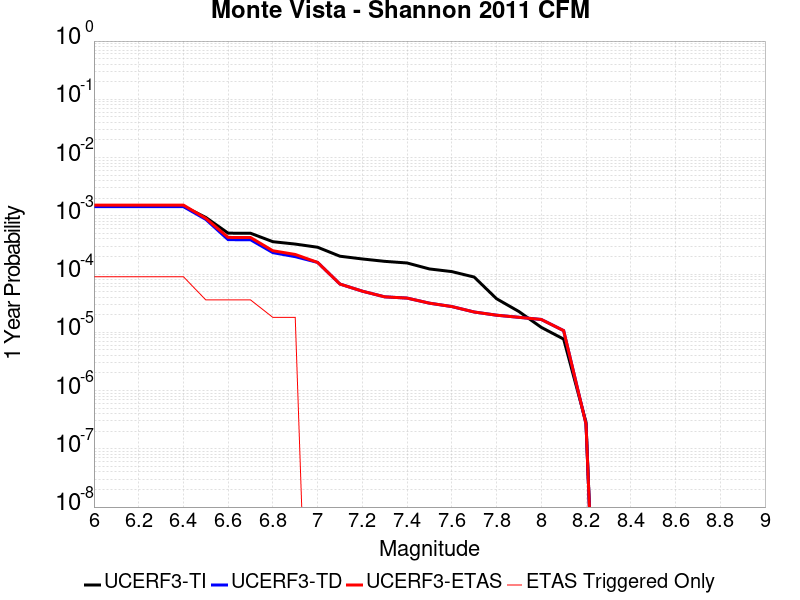 Monte Vista - Shannon 2011 CFM
10^0
10^-1
10^-2
10^-3
10^-4
10^-5
10^-6
10^-7
10^-8
1 Year Probability
6 6.2 6.4 6.6 6.8 7 7.2 7.4 7.6 7.8 8 8.2 8.4 8.6 8.8 9
Magnitude
UCERF3-TI UCERF3-TD UCERF3-ETAS ETAS Triggered Only